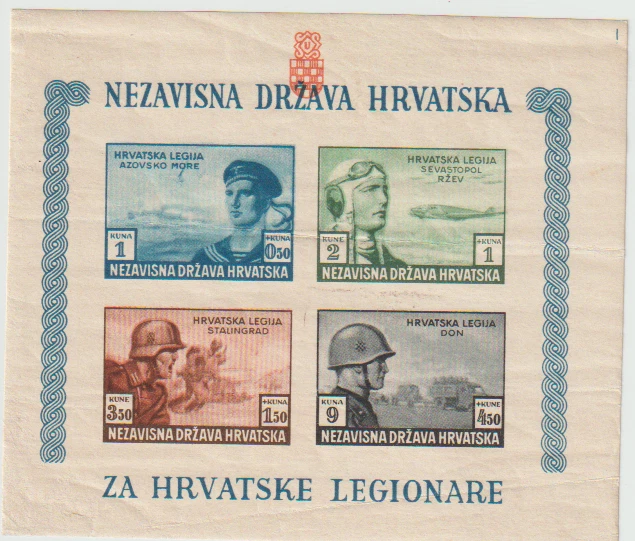 U
NEZAVISNA DRŽAVA HRVATSKA
HRVATSKA LEGIJA
AZOVSKO MORE
KUNA
1
+KUNA
0'50
NEZAVISNA DRŽAVA HRVATSKA
HRVATSKA LEGIJA
SEVASTOPOL
RŽEV
KUNE
2
+KUNA
1
NEZAVISNA DRŽAVA HRVATSKA
HRVATSKA LEGIJA
STALINGRAD
KUNE
3'50
+KUNA
1'50
NEZAVISNA DRŽAVA HRVATSKA
HRVATSKA LEGIJA
DON
KUNA
9
+KUNA
4'50
NEZAVISNA DRŽAVA HRVATSKA
ZA HRVATSKE LEGIONARE